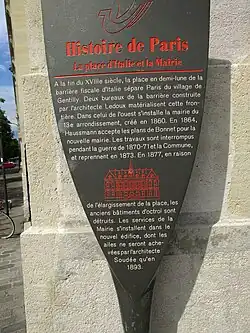 Histoire de Paris
La place d'Italie et la Mairie
A la fin du XVIIIe siècle, la place en demi-lune de la
barrière fiscale d'Italie sépare Paris du village de
Gentilly. Deux bureaux de la barrière construite
par l'architecte Ledoux matérialisent cette fron-
tière. Dans celui de l'ouest s'installe la mairie du
13e arrondissement, créé en 1860. En 1864,
Haussmann accepte les plans de Bonnet pour la
nouvelle mairie. Les travaux sont interrompus
pendant la guerre de 1870-71 et la Commune,
et reprennent en 1873. En 1877, en raison
de l'élargissement de la place, les
anciens bâtiments d'octroi sont
détruits. Les services de la
Mairie s'installent dans le
nouvel édifice, dont les
ailes ne seront ache-
vées par l'architecte
Soudée qu'en
1893.